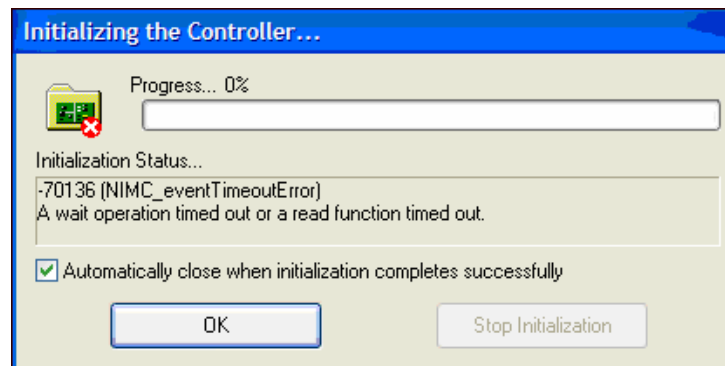 Initializing the Controller...
Progress... 0%
Initialization Status...
-70136 (NIMC_eventTimeoutError)
A wait operation timed out or a read function timed out.
Automatically close when initialization completes successfully
OK
Stop Initialization